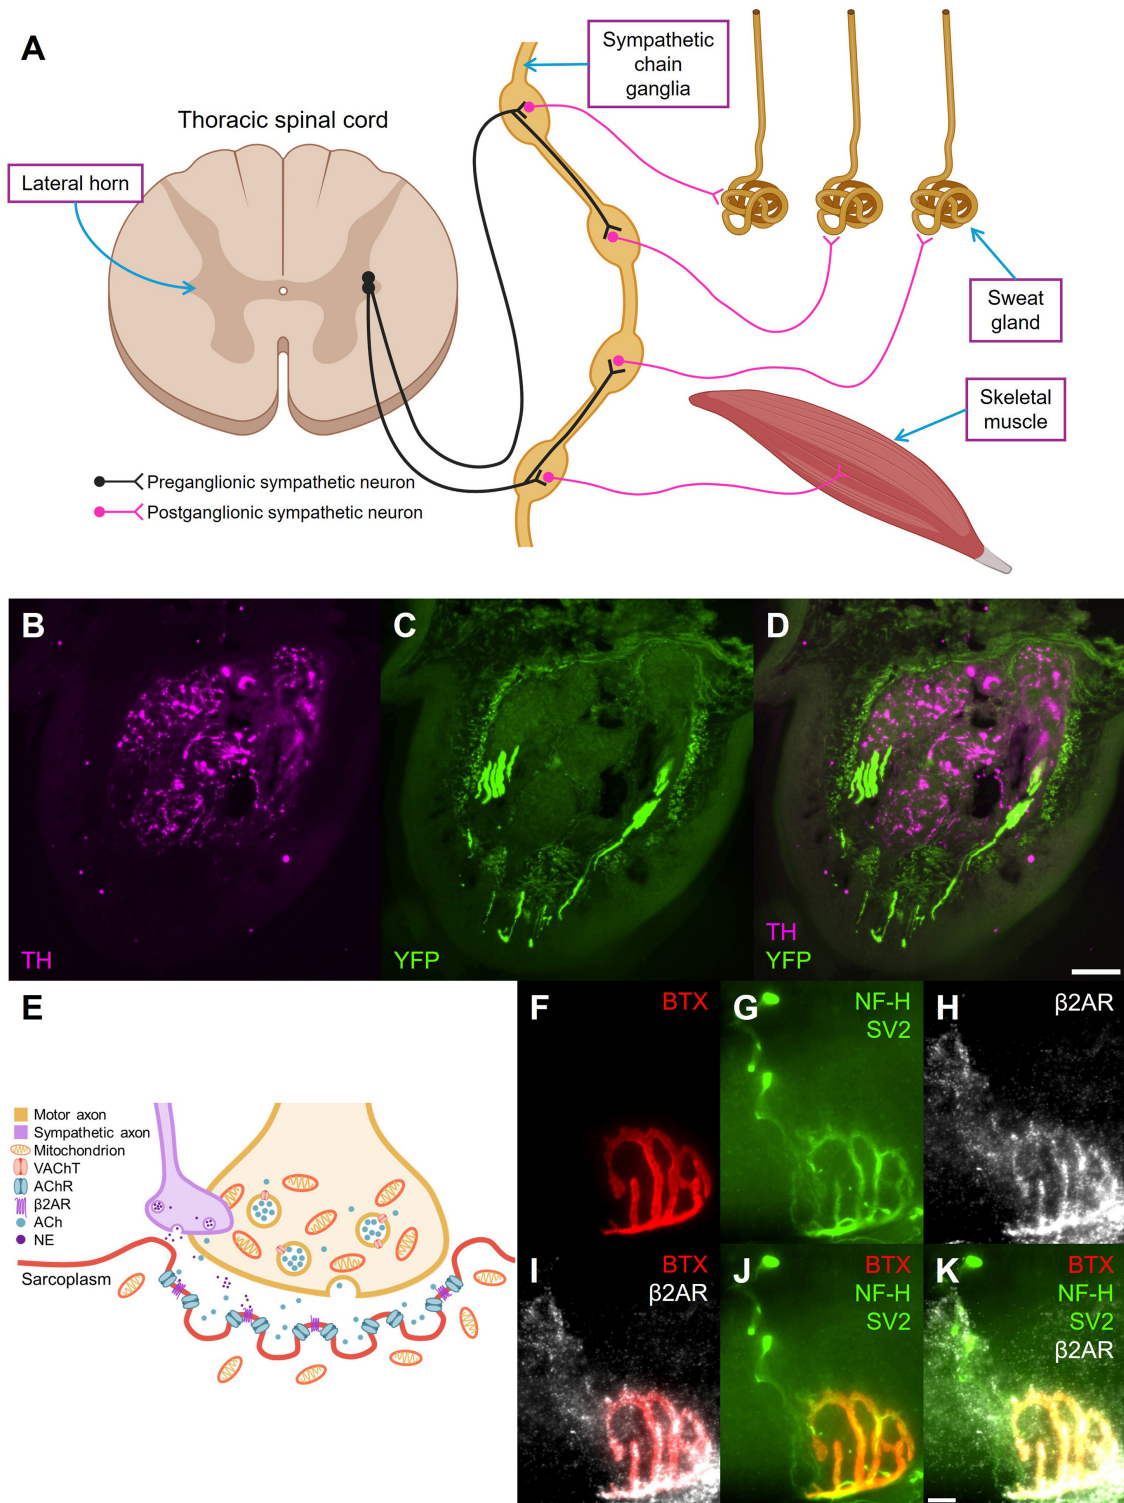 A
Sympathetic
chain
ganglia
Thoracic spinal cord
Lateral horn
Sweat
gland
Skeletal
muscle
Preganglionic sympathetic neuron
Postganglionic sympathetic neuron
B
TH
C
YFP
D
TH
YFP
E
Motor axon
Sympathetic axon
Mitochondrion
VAChT
AChR
β2AR
ACh
NE
Sarcoplasm
F
BTX
G
NF-H
SV2
H
β2AR
I
BTX
β2AR
J
BTX
NF-H
SV2
K
BTX
NF-H
SV2
β2AR